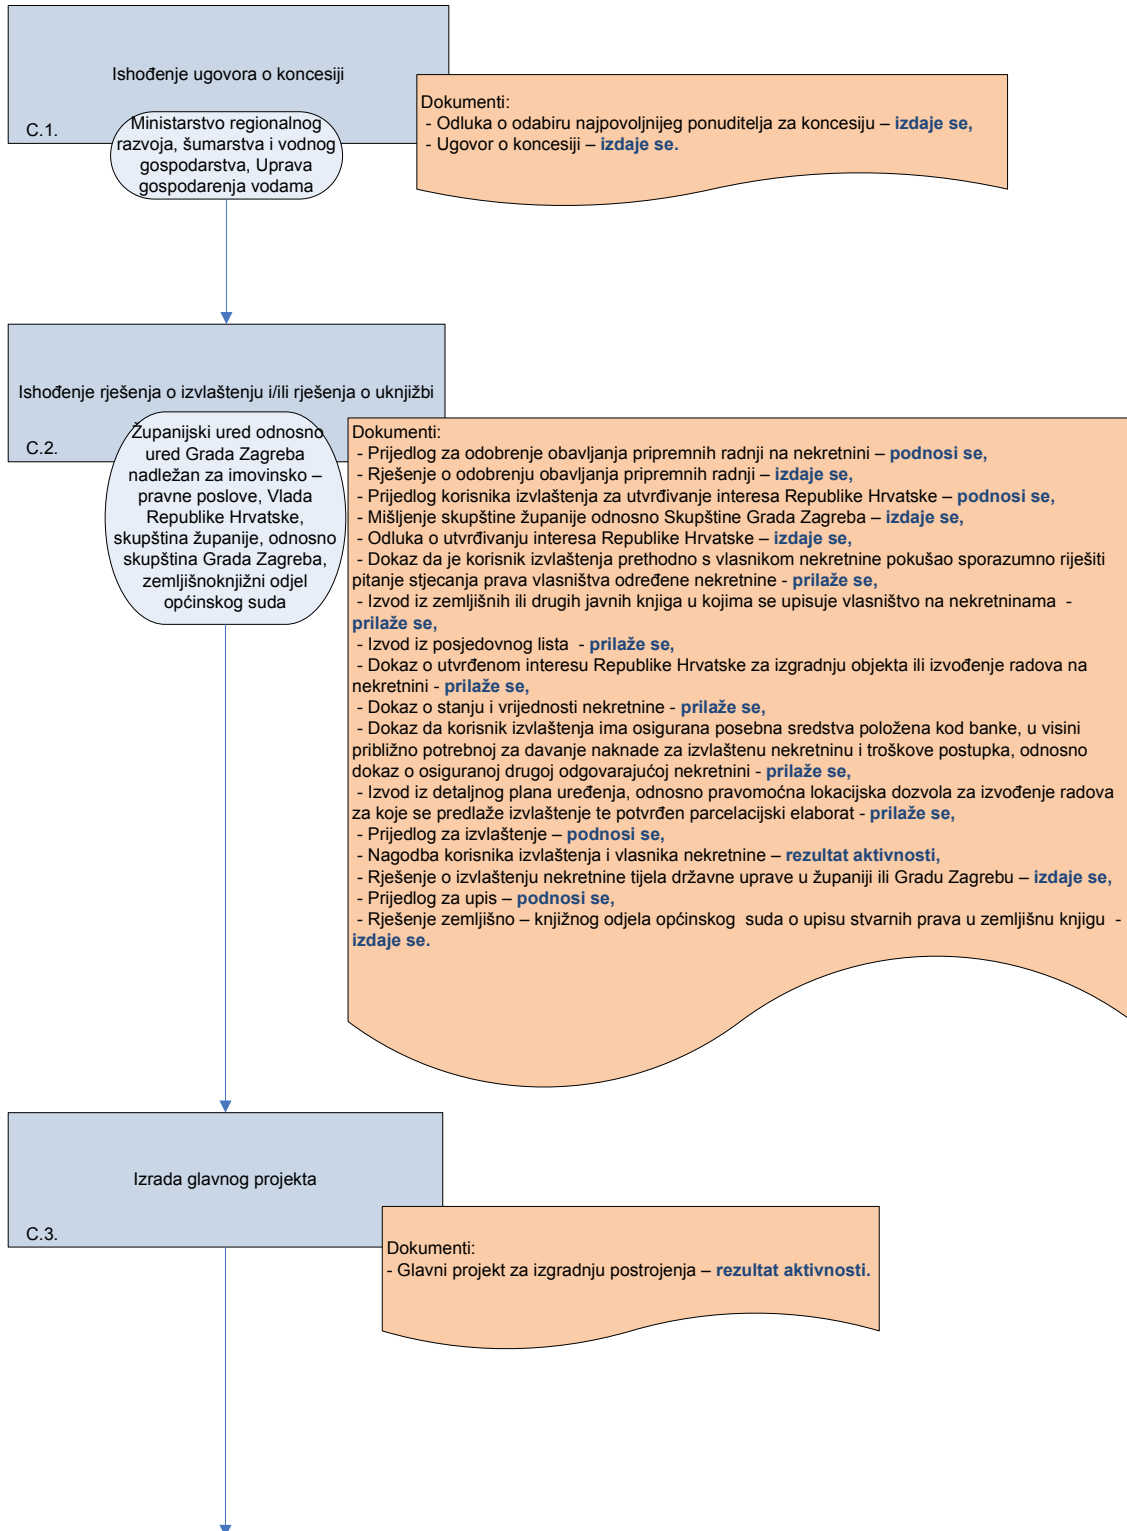 Ishođenje ugovora o koncesiji
C.1.
Ministarstvo regionalnog
razvoja, šumarstva i vodnog
gospodarstva, Uprava
gospodarenja vodama
Dokumenti:
- Odluka o odabiru najpovoljnijeg ponuditelja za koncesiju – izdaje se,
- Ugovor o koncesiji – izdaje se.
Ishođenje rješenja o izvlaštenju i/ili rješenja o uknjižbi
C.2.
Županijski ured odnosno
ured Grada Zagreba
nadležan za imovinsko –
pravne poslove, Vlada
Republike Hrvatske,
skupština županije, odnosno
skupština Grada Zagreba,
zemljišnoknjižni odjel
općinskog suda
Dokumenti:
- Prijedlog za odobrenje obavljanja pripremnih radnji na nekretnini – podnosi se,
- Rješenje o odobrenju obavljanja pripremnih radnji – izdaje se,
- Prijedlog korisnika izvlaštenja za utvrđivanje interesa Republike Hrvatske – podnosi se,
- Mišljenje skupštine županije odnosno Skupštine Grada Zagreba – izdaje se,
- Odluka o utvrđivanju interesa Republike Hrvatske – izdaje se,
- Dokaz da je korisnik izvlaštenja prethodno s vlasnikom nekretnine pokušao sporazumno riješiti
pitanje stjecanja prava vlasništva određene nekretnine - prilaže se,
- Izvod iz zemljišnih ili drugih javnih knjiga u kojima se upisuje vlasništvo na nekretninama -
prilaže se,
- Izvod iz posjedovnog lista - prilaže se,
- Dokaz o utvrđenom interesu Republike Hrvatske za izgradnju objekta ili izvođenje radova na
nekretnini - prilaže se,
- Dokaz o stanju i vrijednosti nekretnine - prilaže se,
- Dokaz da korisnik izvlaštenja ima osigurana posebna sredstva položena kod banke, u visini
približno potrebnoj za davanje naknade za izvlaštenu nekretninu i troškove postupka, odnosno
dokaz o osiguranoj drugoj odgovarajućoj nekretnini - prilaže se,
- Izvod iz detaljnog plana uređenja, odnosno pravomoćna lokacijska dozvola za izvođenje radova
za koje se predlaže izvlaštenje te potvrđen parcelacijski elaborat - prilaže se,
- Prijedlog za izvlaštenje – podnosi se,
- Nagodba korisnika izvlaštenja i vlasnika nekretnine – rezultat aktivnosti,
- Rješenje o izvlaštenju nekretnine tijela državne uprave u županiji ili Gradu Zagrebu – izdaje se,
- Prijedlog za upis – podnosi se,
- Rješenje zemljišno – knjižnog odjela općinskog suda o upisu stvarnih prava u zemljišnu knjigu -
izdaje se.
Izrada glavnog projekta
C.3.
Dokumenti:
- Glavni projekt za izgradnju postrojenja – rezultat aktivnosti.